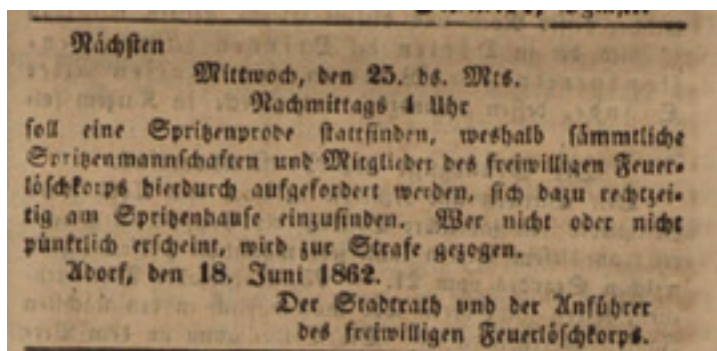 Nächsten
Mittwoch, den 25. ds. Mts.
Nachmittags 4 Uhr
soll eine Spritzenprobe stattfinden, weshalb sämmtliche
Spritzenmannschaften und Mitglieder des freiwilligen Feuer-
löschkorps hierdurch aufgefordert werden, sich dazu rechtzei-
tig am Spritzenhause einzufinden. Wer nicht oder nicht
pünktlich erscheint, wird zur Strafe gezogen.
Adorf, den 18. Juni 1862.
Der Stadtrath und der Anführer
des freiwilligen Feuerlöschkorps.